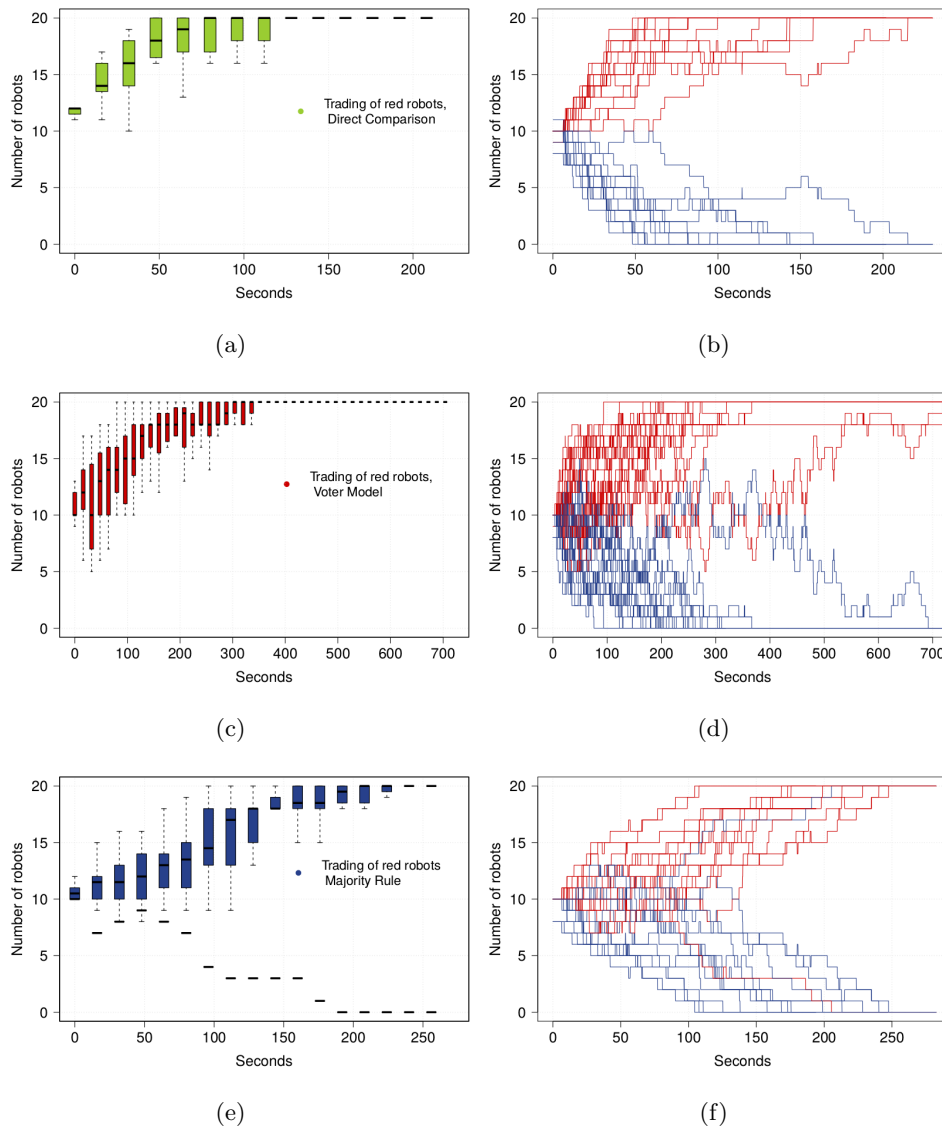 20
15
10
5
0
Number of robots
Trading of red robots,
Direct Comparison
0 50 100 150 200
Seconds
(a)
20
15
10
5
0
Number of robots
0 50 100 150 200
Seconds
(b)
20
15
10
5
0
Number of robots
Trading of red robots,
Voter Model
0 100 200 300 400 500 600 700
Seconds
(c)
20
15
10
5
0
Number of robots
0 100 200 300 400 500 600 700
Seconds
(d)
20
15
10
5
0
Number of robots
Trading of red robots
Majority Rule
0 50 100 150 200 250
Seconds
(e)
20
15
10
5
0
Number of robots
0 50 100 150 200 250
Seconds
(f)